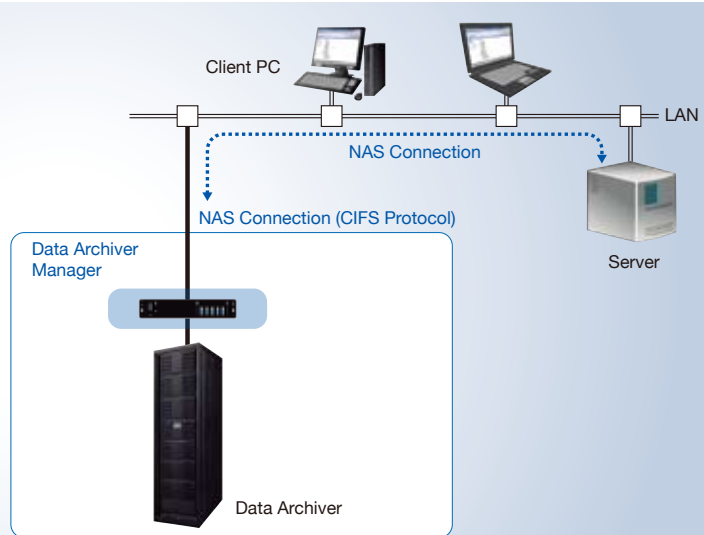 Client PC
LAN
NAS Connection
NAS Connection (CIFS Protocol)
Server
Data Archiver
Manager
Data Archiver